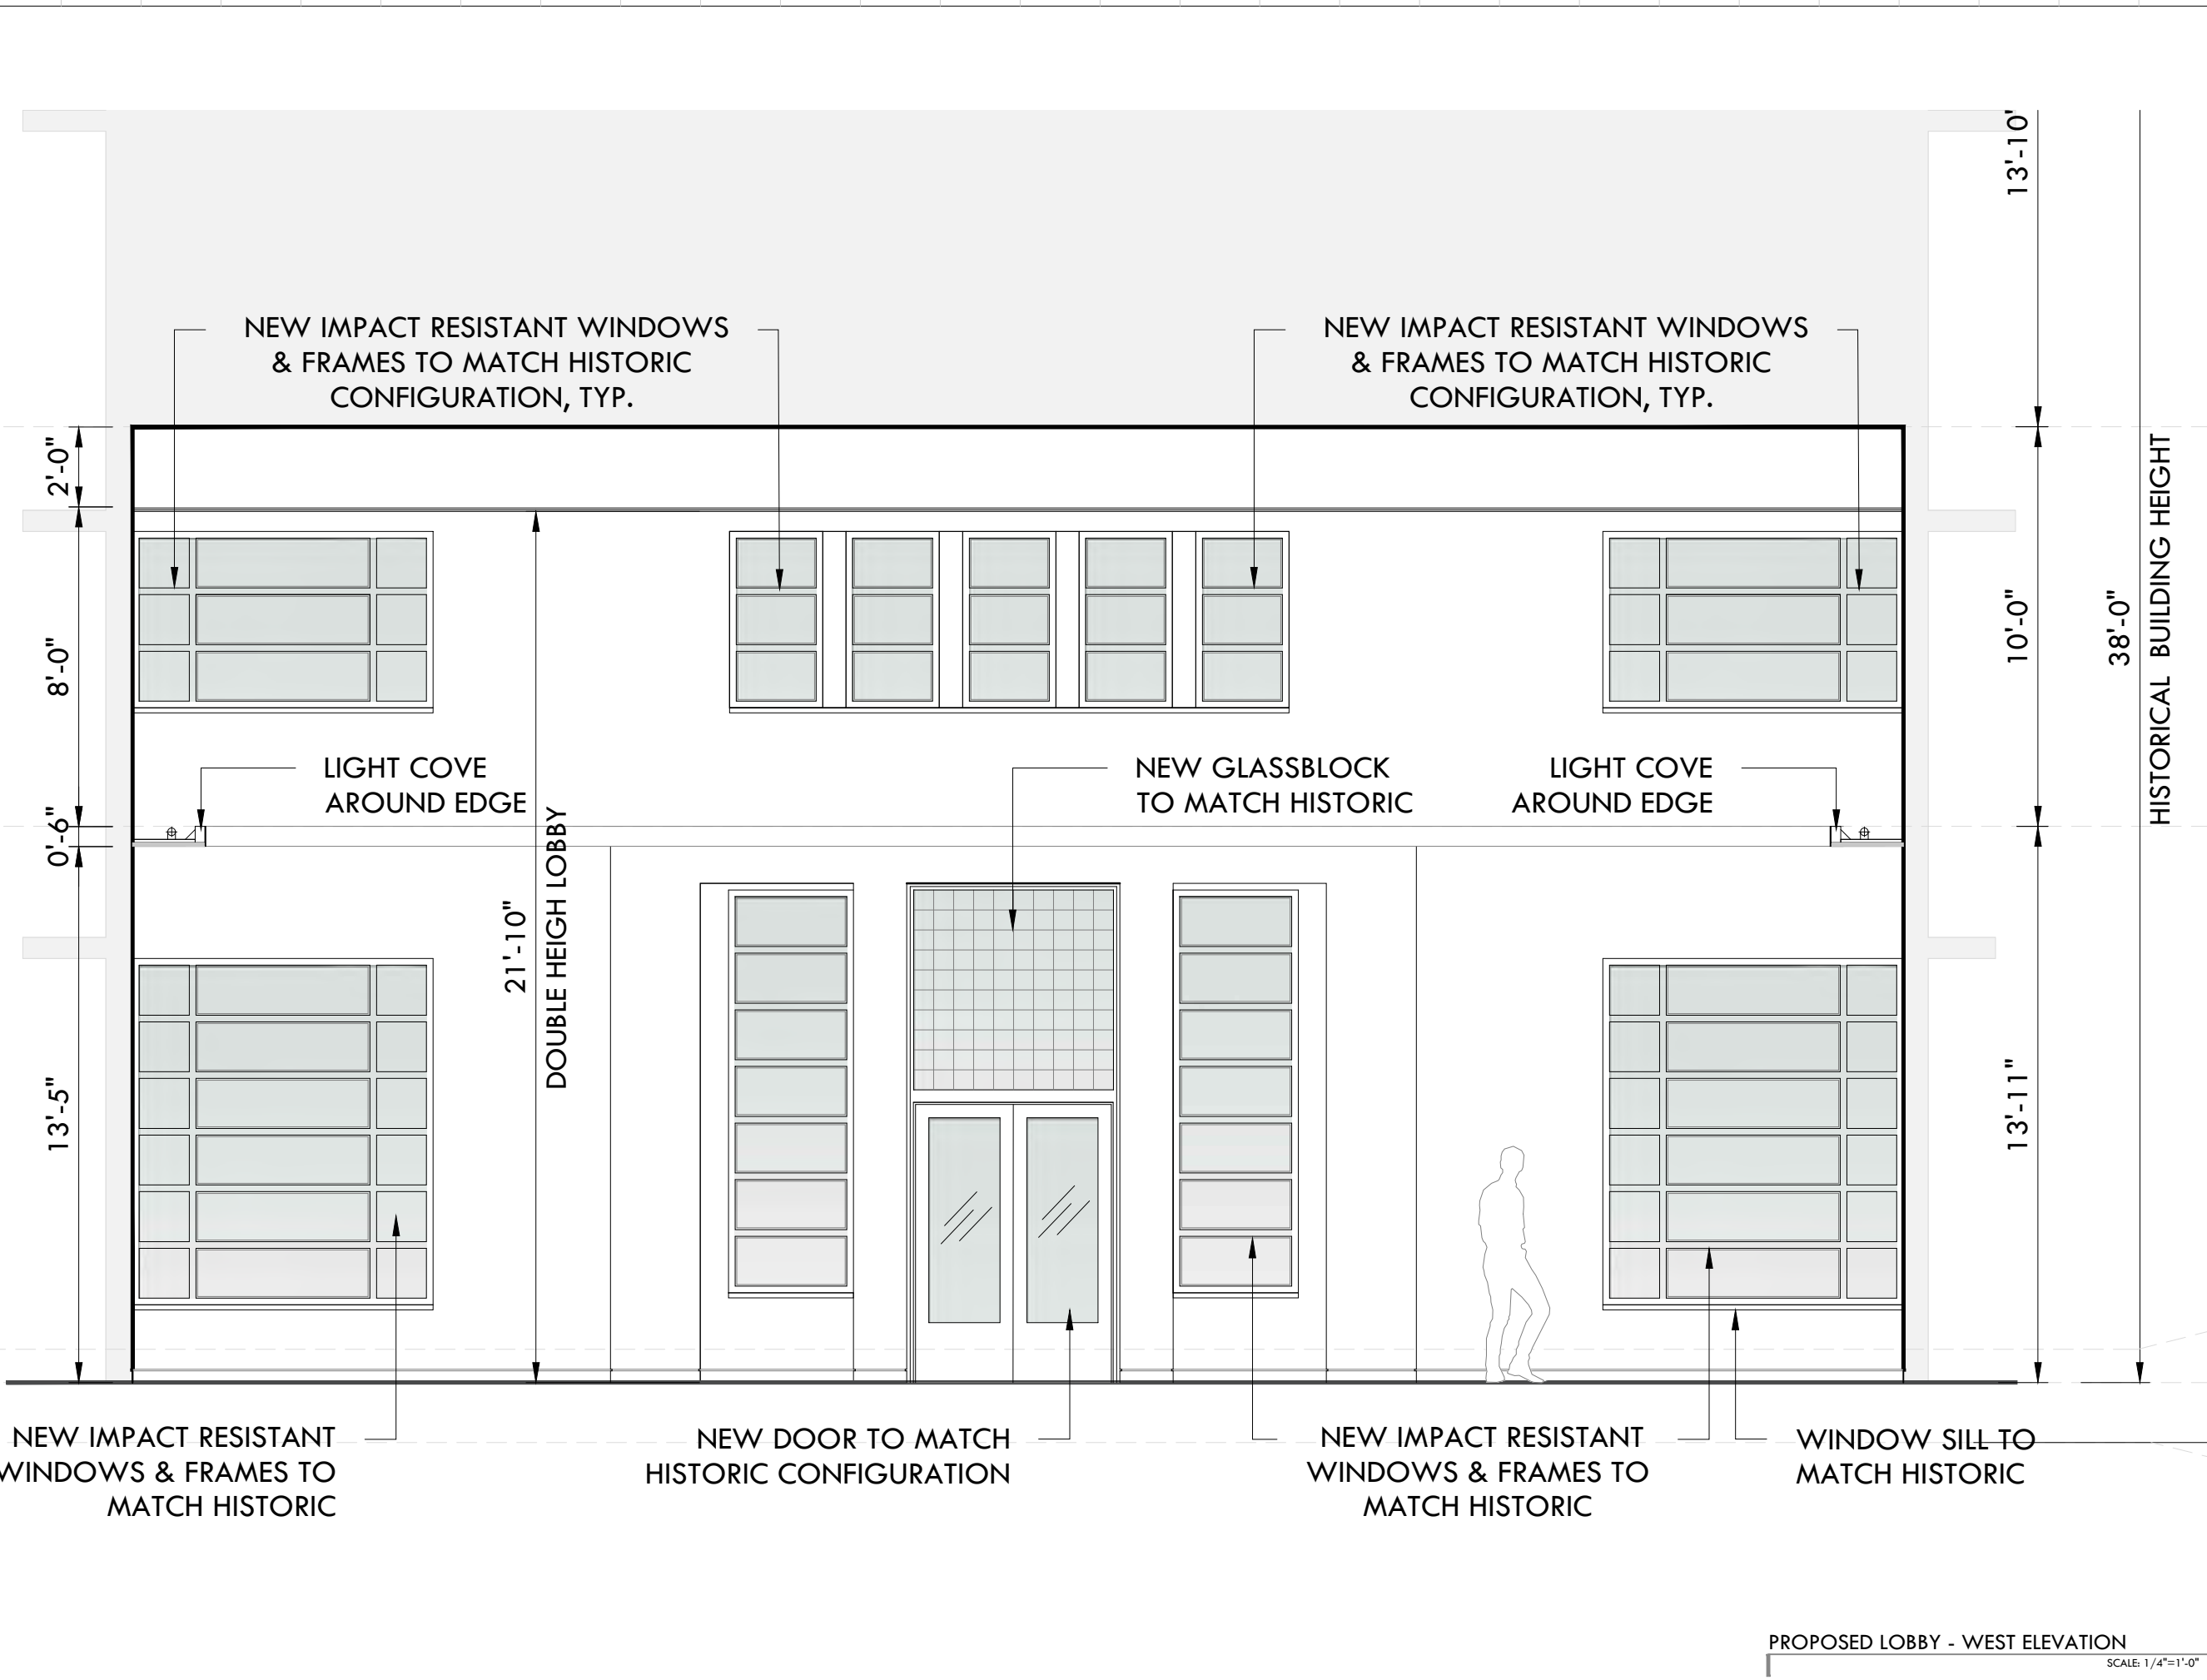 13'-10"
NEW IMPACT RESISTANT WINDOWS
& FRAMES TO MATCH HISTORIC
CONFIGURATION, TYP.
NEW IMPACT RESISTANT WINDOWS
& FRAMES TO MATCH HISTORIC
CONFIGURATION, TYP.
2'-0"
8'-0"
0'-6"
13'-5"
LIGHT COVE
AROUND EDGE
21'-10"
DOUBLE HEIGH LOBBY
NEW GLASSBLOCK
TO MATCH HISTORIC
LIGHT COVE
AROUND EDGE
10'-0"
13'-11"
38'-0"
HISTORICAL BUILDING HEIGHT
NEW IMPACT RESISTANT
WINDOWS & FRAMES TO
MATCH HISTORIC
NEW DOOR TO MATCH
HISTORIC CONFIGURATION
NEW IMPACT RESISTANT
WINDOWS & FRAMES TO
MATCH HISTORIC
WINDOW SILL TO
MATCH HISTORIC
PROPOSED LOBBY - WEST ELEVATION
SCALE: 1/4"=1'-0"